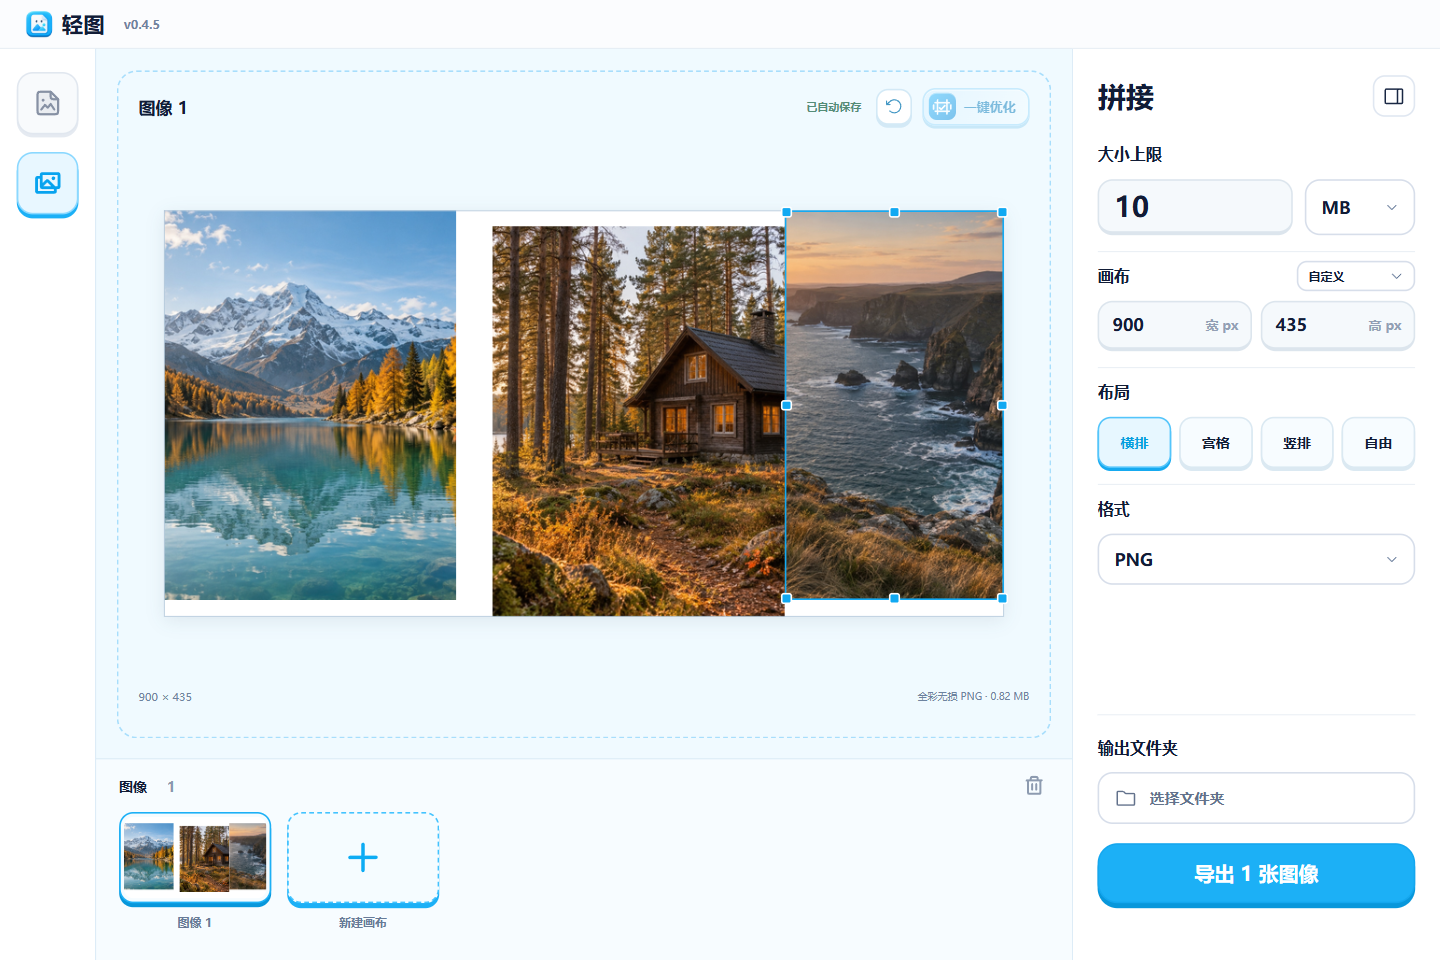 轻图 v0.4.5
图像 1
已自动保存
一键优化
900 × 435
全彩无损 PNG · 0.82 MB
图像 1
图像 1
新建画布
拼接
大小上限
10
MB
画布
自定义
900 宽 px
435 高 px
布局
横排
宫格
竖排
自由
格式
PNG
输出文件夹
选择文件夹
导出 1 张图像